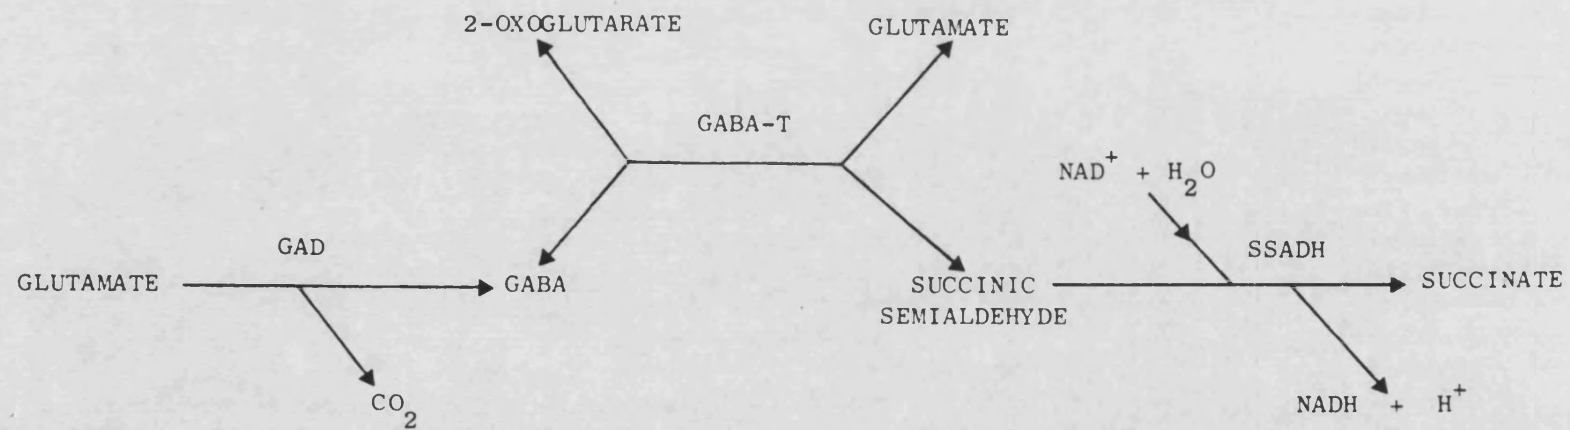 2-OXOGLUTARATE
GLUTAMATE
GABA-T
NAD⁺ + H₂O
GAD
SSADH
GLUTAMATE
GABA
SUCCINIC
SEMIALDEHYDE
SUCCINATE
CO₂
NADH + H⁺